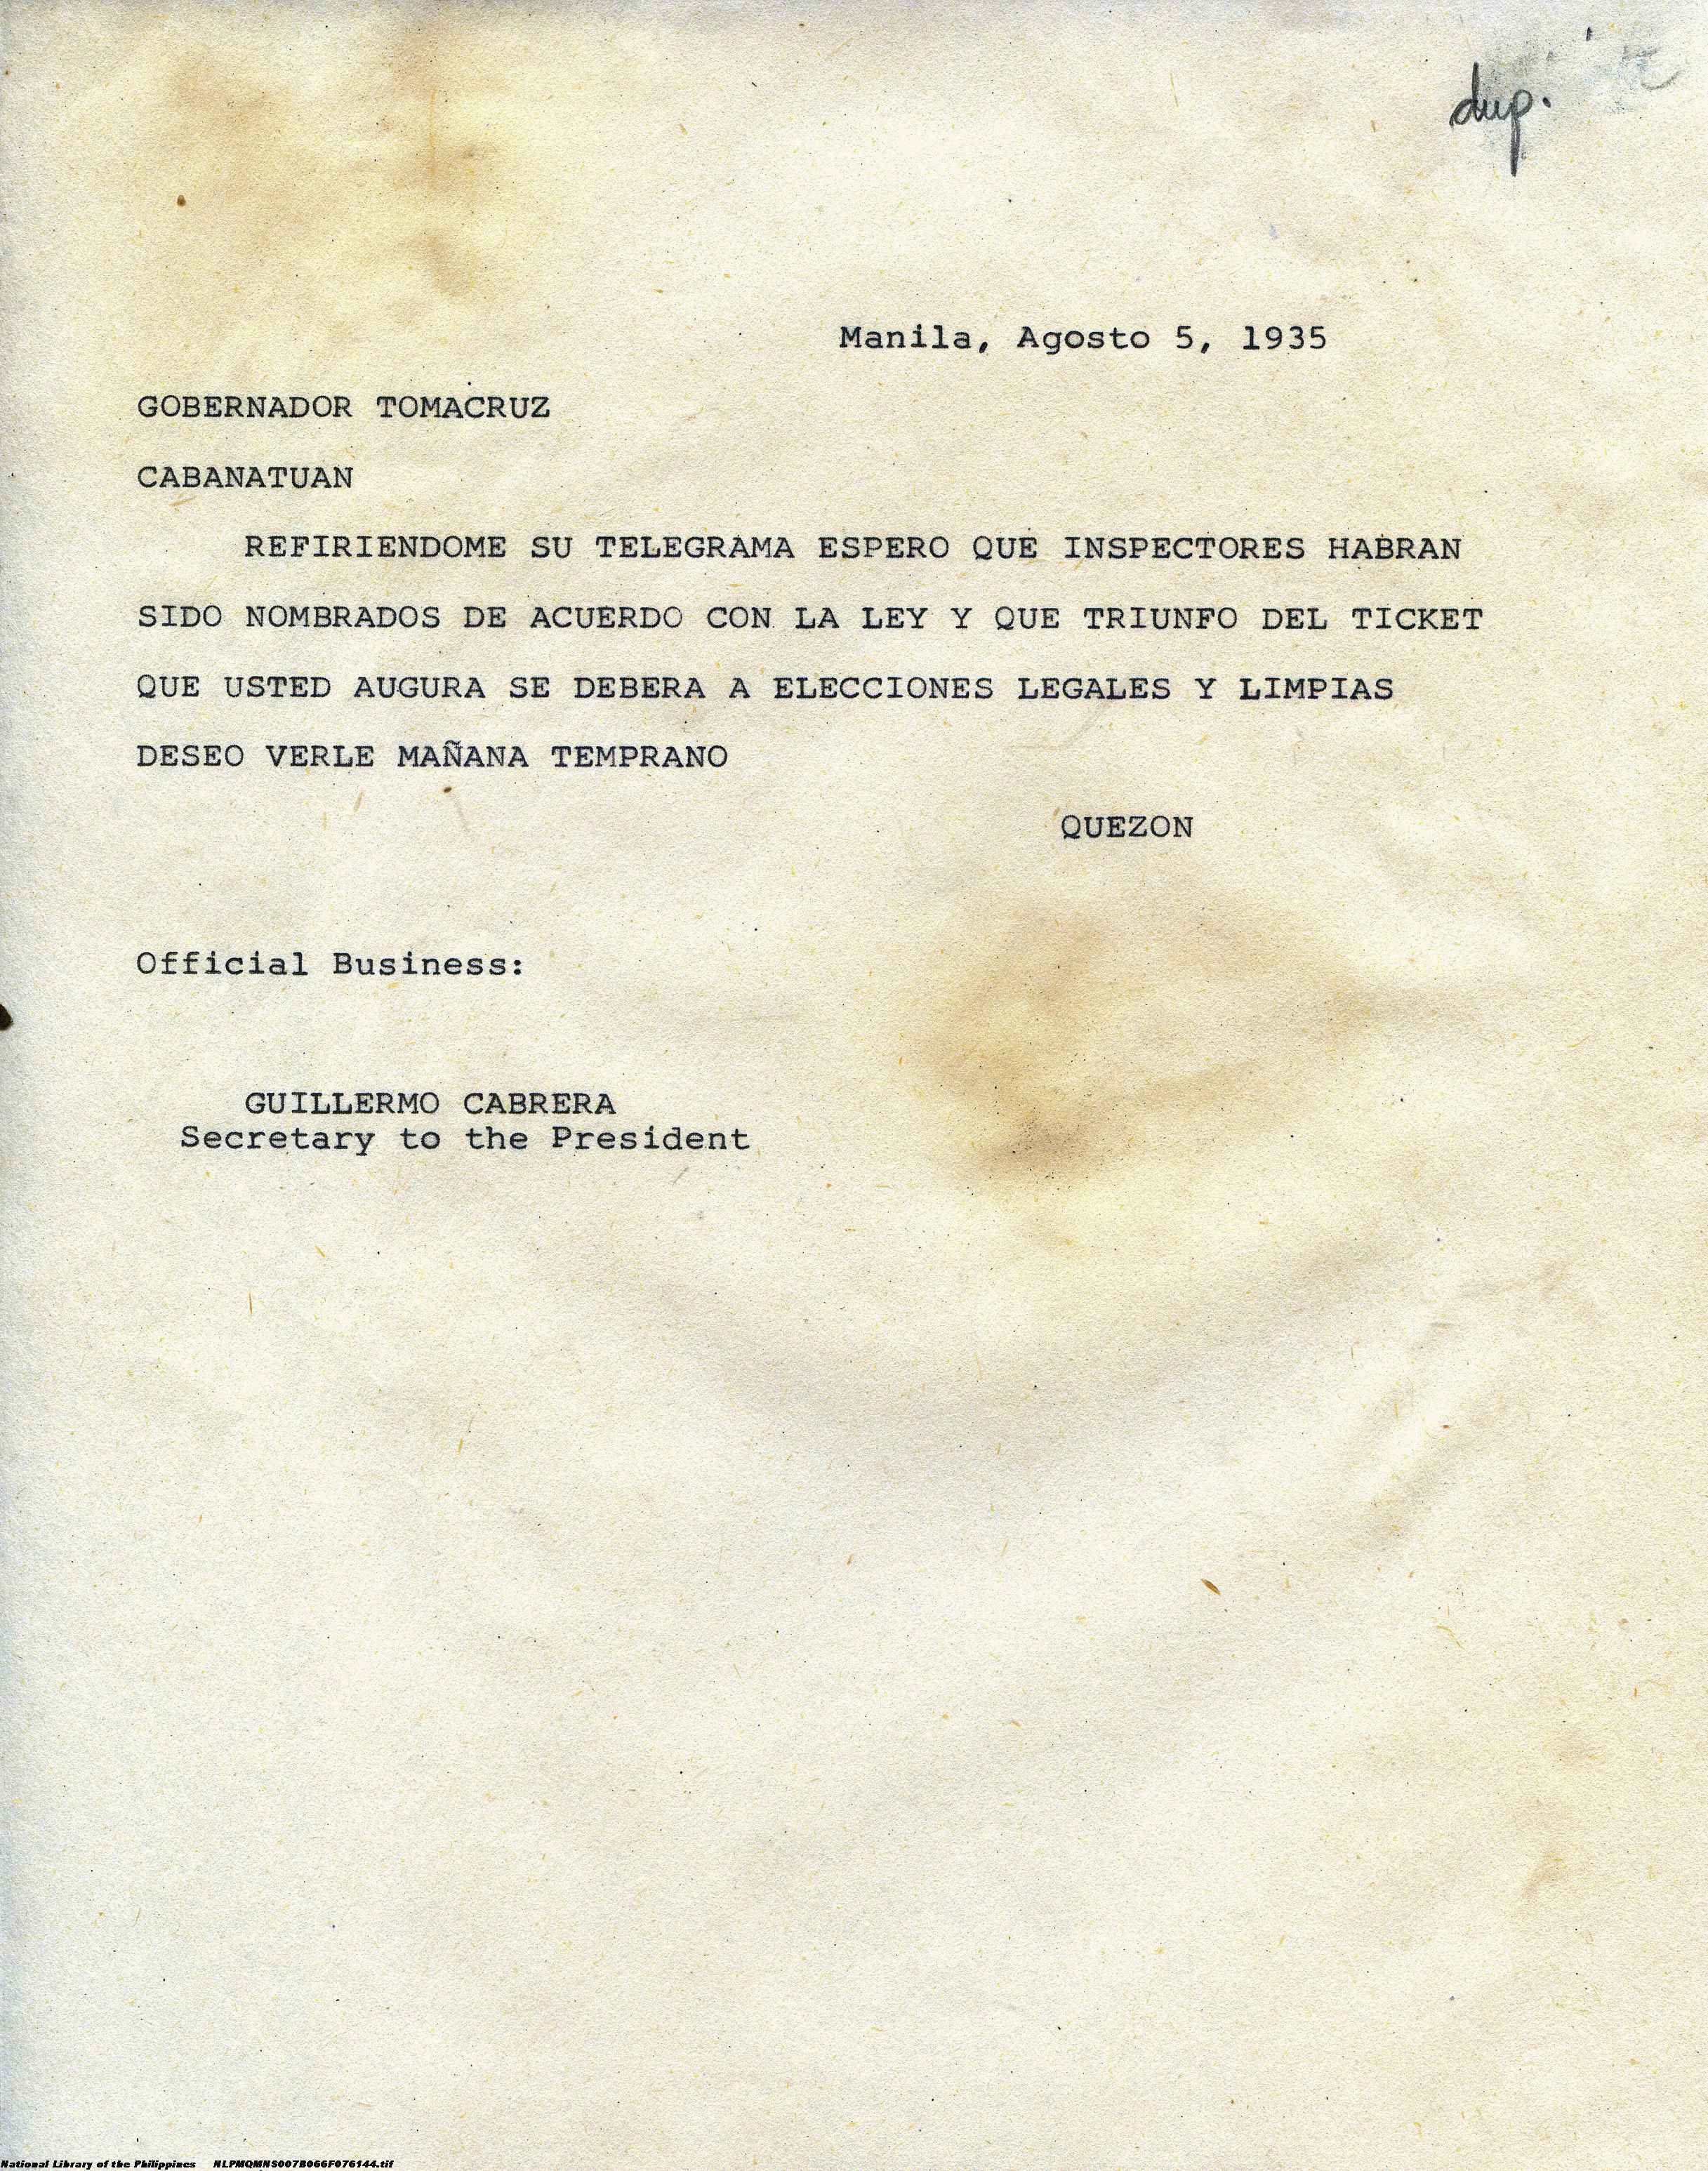 dup.
Manila, Agosto 5, 1935
GOBERNADOR TOMACRUZ
CABANATUAN
REFIRIENDOME SU TELEGRAMA ESPERO QUE INSPECTORES HABRAN
SIDO NOMBRADOS DE ACUERDO CON LA LEY Y QUE TRIUNFO DEL TICKET
QUE USTED AUGURA SE DEBERA A ELECCIONES LEGALES Y LIMPIAS
DESEO VERLE MAÑANA TEMPRANO
QUEZON
Official Business:
GUILLERMO CABRERA
Secretary to the President
National Library of the Philippines NLPMQMNS007B066F076144.tif